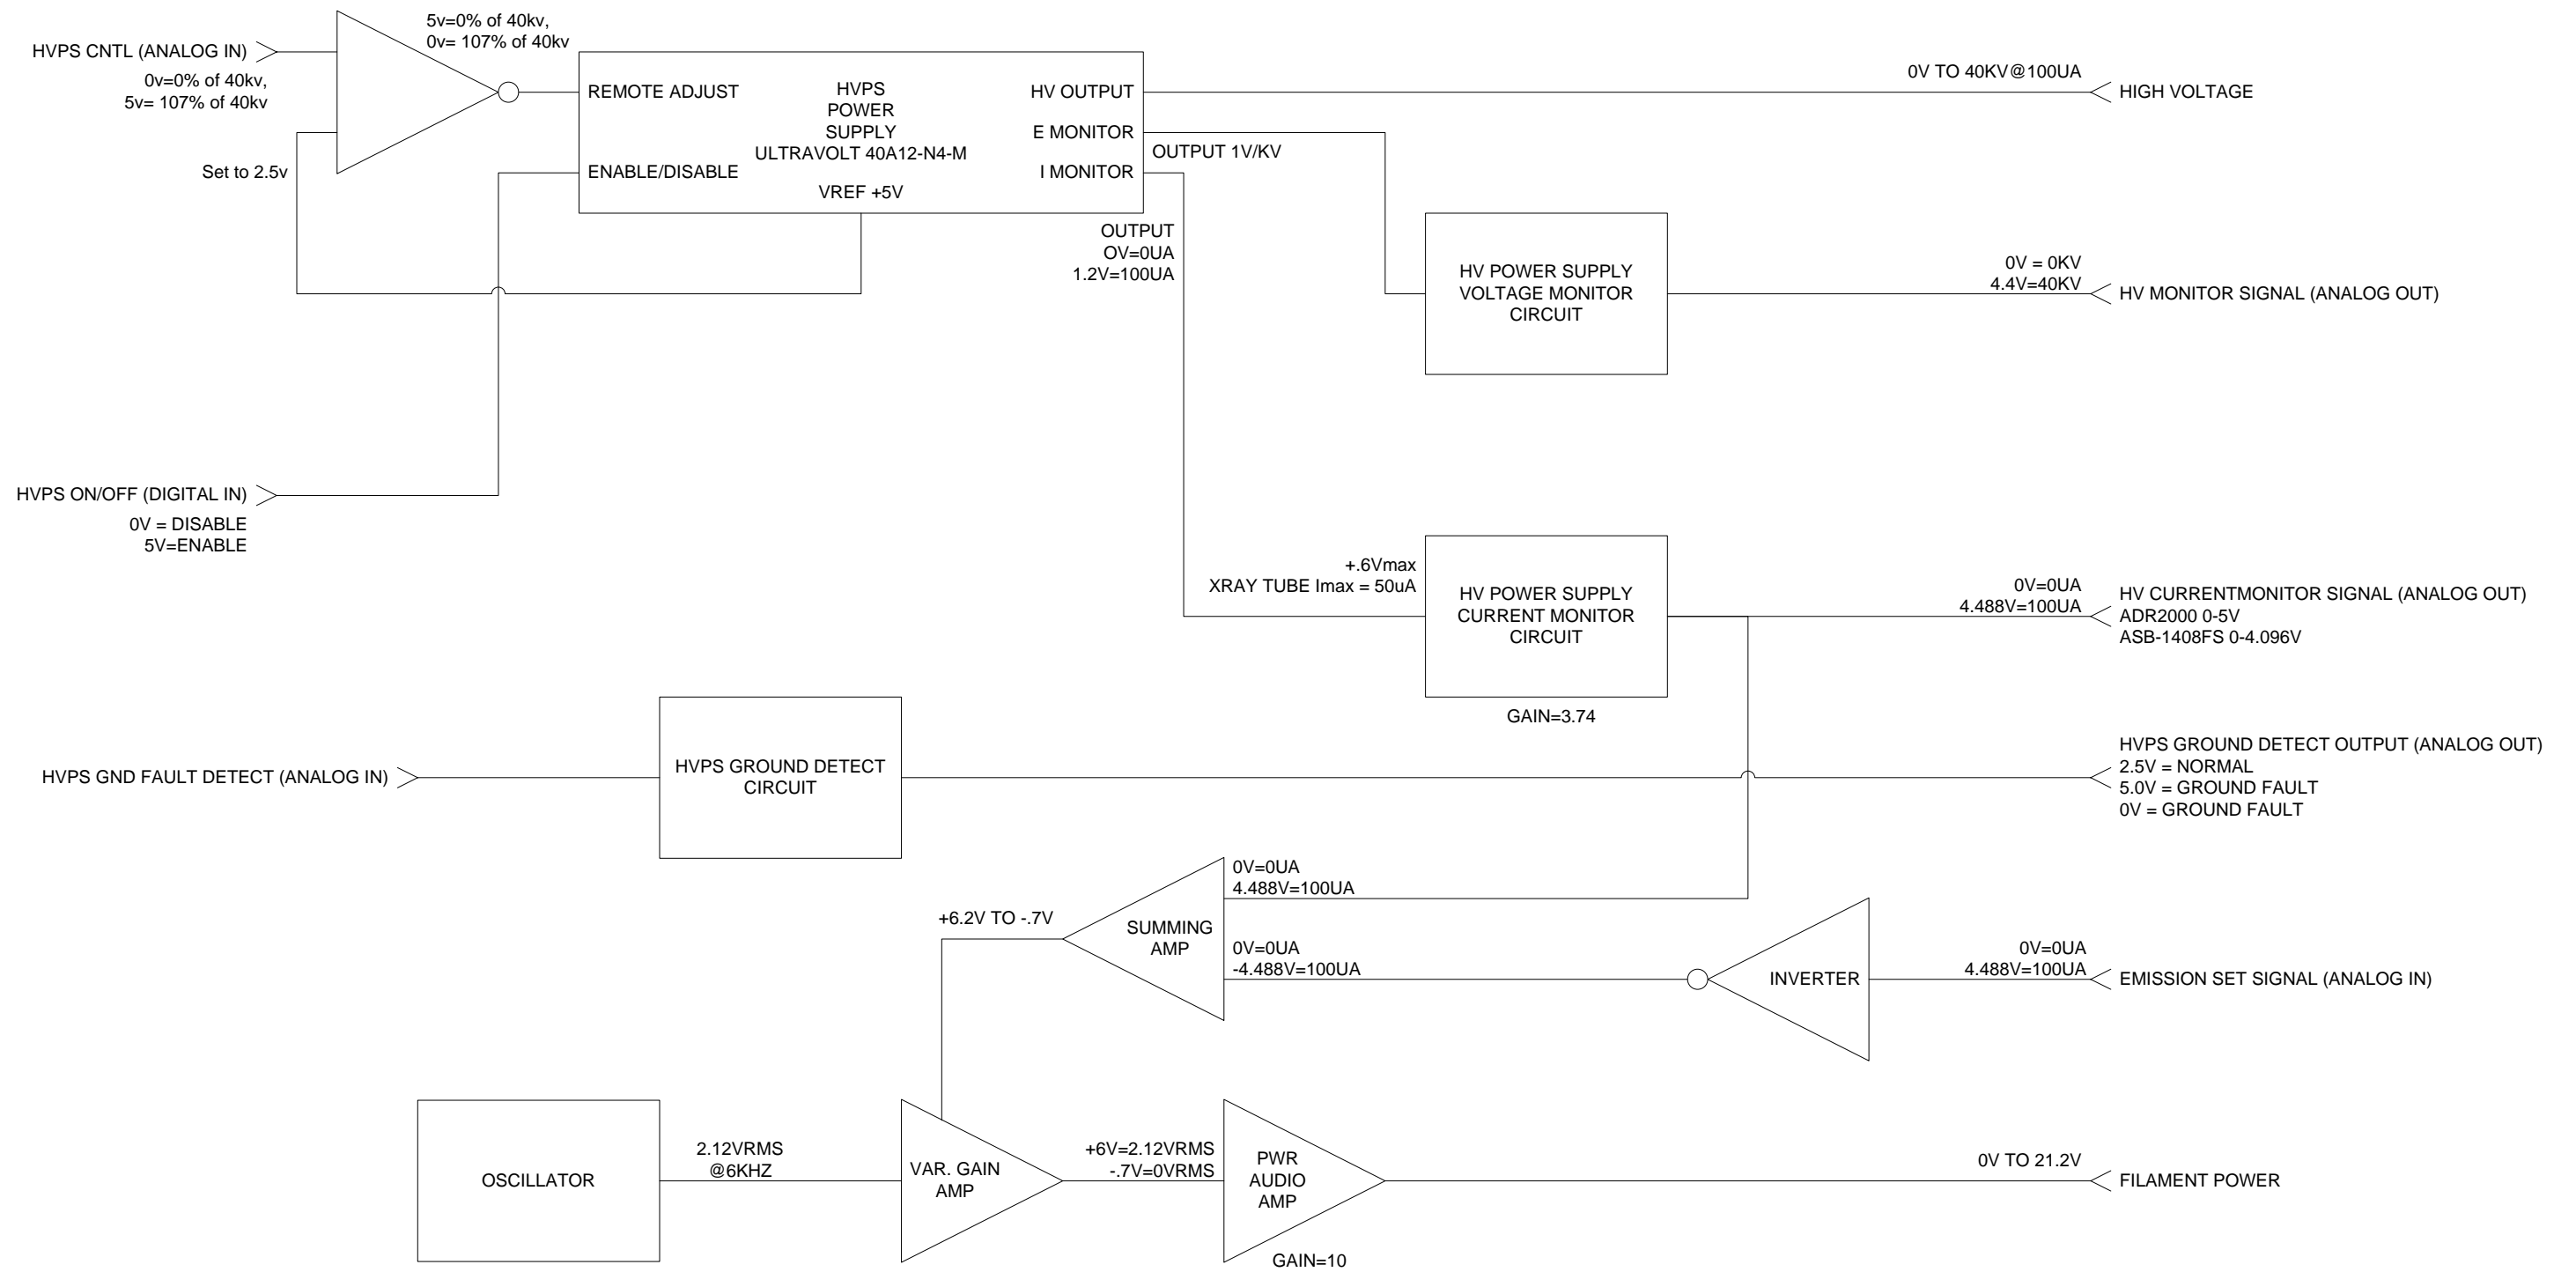 5v=0% of 40kv,
0v= 107% of 40kv
HVPS CNTL (ANALOG IN)
0v=0% of 40kv,
5v= 107% of 40kv
Set to 2.5v
REMOTE ADJUST
ENABLE/DISABLE
HVPS
POWER
SUPPLY
ULTRAVOLT 40A12-N4-M
VREF +5V
HV OUTPUT
E MONITOR
I MONITOR
0V TO 40KV@100UA
HIGH VOLTAGE
OUTPUT 1V/KV
OUTPUT
OV=0UA
1.2V=100UA
HV POWER SUPPLY
VOLTAGE MONITOR
CIRCUIT
0V = 0KV
4.4V=40KV
HV MONITOR SIGNAL (ANALOG OUT)
HVPS ON/OFF (DIGITAL IN)
0V = DISABLE
5V=ENABLE
+.6Vmax
XRAY TUBE Imax = 50uA
HV POWER SUPPLY
CURRENT MONITOR
CIRCUIT
GAIN=3.74
0V=0UA
4.488V=100UA
HV CURRENTMONITOR SIGNAL (ANALOG OUT)
ADR2000 0-5V
ASB-1408FS 0-4.096V
HVPS GND FAULT DETECT (ANALOG IN)
HVPS GROUND DETECT
CIRCUIT
HVPS GROUND DETECT OUTPUT (ANALOG OUT)
2.5V = NORMAL
5.0V = GROUND FAULT
0V = GROUND FAULT
0V=0UA
4.488V=100UA
+6.2V TO -.7V
SUMMING
AMP
0V=0UA
-4.488V=100UA
INVERTER
0V=0UA
4.488V=100UA
EMISSION SET SIGNAL (ANALOG IN)
OSCILLATOR
2.12VRMS
@6KHZ
VAR. GAIN
AMP
+6V=2.12VRMS
-.7V=0VRMS
PWR
AUDIO
AMP
GAIN=10
0V TO 21.2V
FILAMENT POWER